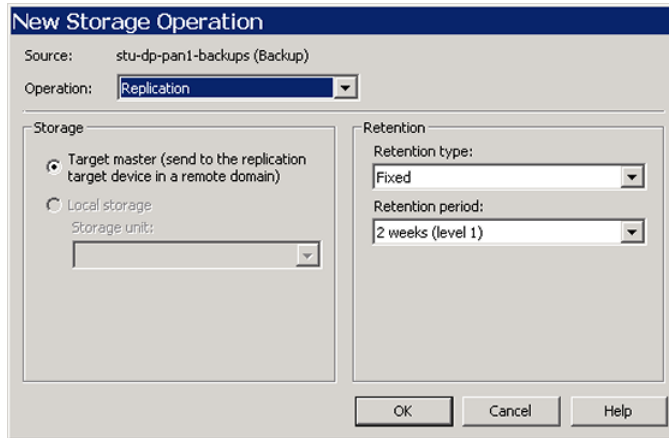 New Storage Operation
Source: stu-dp-pan1-backups (Backup)
Operation: Replication
Storage
Target master (send to the replication
target device in a remote domain)
Local storage
Storage unit:
Retention
Retention type:
Fixed
Retention period:
2 weeks (level 1)
OK Cancel Help